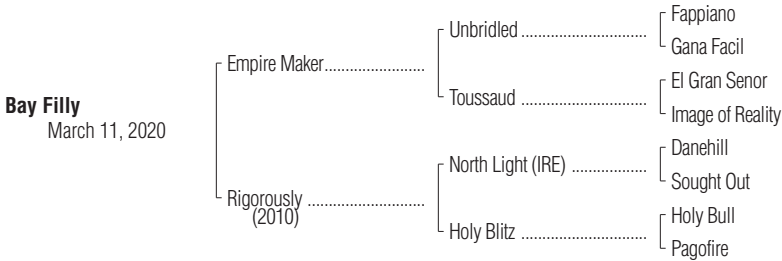 Fappiano
Unbridled ............................
Gana Facil
Empire Maker.......................
El Gran Senor
Toussaud ............................
Image of Reality
Bay Filly
March 11, 2020
Danehill
North Light (IRE) .................
Sought Out
Rigorously ..........................
(2010)
Holy Bull
Holy Blitz ............................
Pagofire